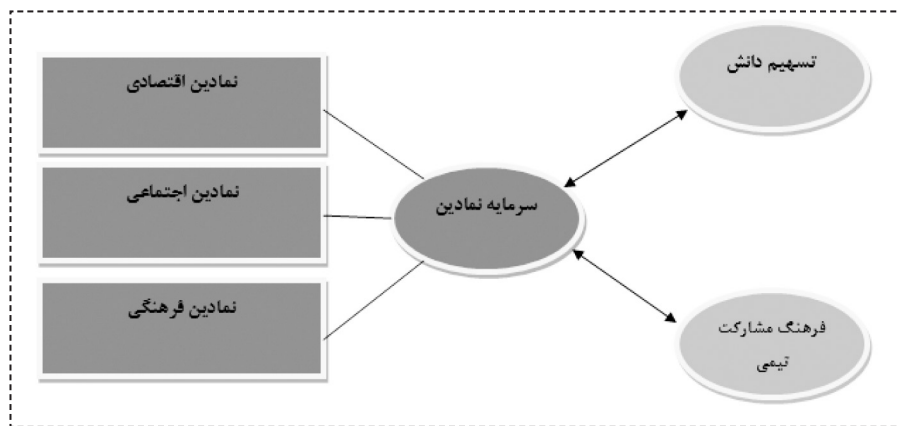 نمادین اقتصادی
نمادین اجتماعی
نمادین فرهنگی
سرمایه نمادین
تسهیم دانش
فرهنگ مشارکت
تیمی